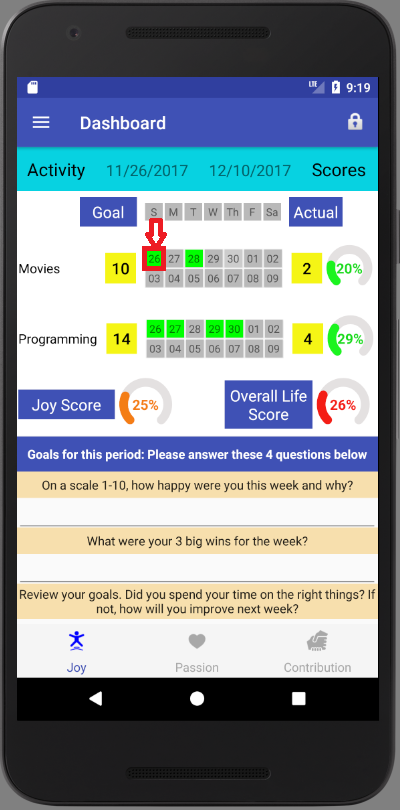 LTE 9:19
Dashboard
Activity 11/26/2017 12/10/2017 Scores
Goal S M T W Th F Sa Actual
Movies 10 26 27 28 29 30 01 02 2 20%
03 04 05 06 07 08 09
Programming 14 26 27 28 29 30 01 02 4 29%
03 04 05 06 07 08 09
Joy Score 25% Overall Life
Score 26%
Goals for this period: Please answer these 4 questions below
On a scale 1-10, how happy were you this week and why?
What were your 3 big wins for the week?
Review your goals. Did you spend your time on the right things? If
not, how will you improve next week?
Joy Passion Contribution